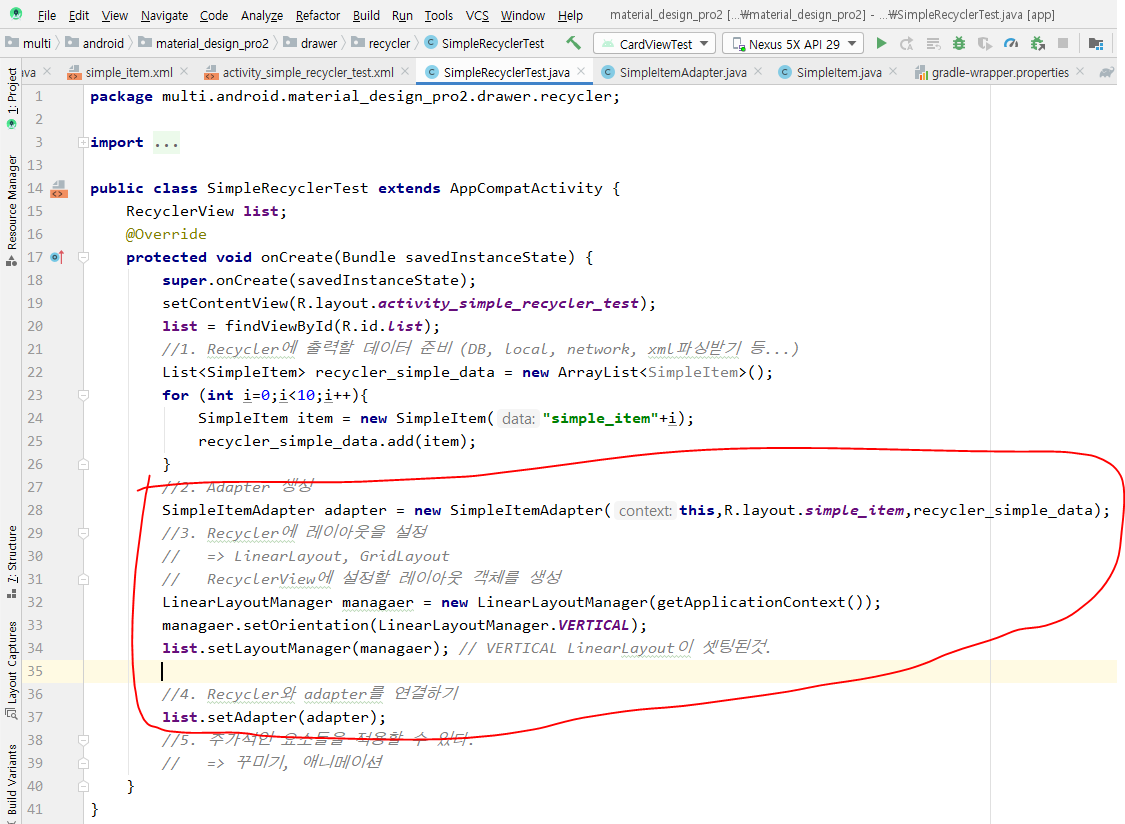 File Edit View Navigate Code Analyze Refactor Build Run Tools VCS Window Help material_design_pro2 [...₩material_design_pro2] - ...₩SimpleRecyclerTest.java [app]
multi android material_design_pro2 drawer recycler SimpleRecyclerTest CardViewTest Nexus 5X API 29
ava simple_item.xml activity_simple_recycler_test.xml SimpleRecyclerTest.java SimpleItemAdapter.java SimpleItem.java gradle-wrapper.properties
1: Project
Resource Manager
7: Structure
Layout Captures
Build Variants
1 package multi.android.material_design_pro2.drawer.recycler;
2
3 import ...
13
14 public class SimpleRecyclerTest extends AppCompatActivity {
15 RecyclerView list;
16 @Override
17 protected void onCreate(Bundle savedInstanceState) {
18 super.onCreate(savedInstanceState);
19 setContentView(R.layout.activity_simple_recycler_test);
20 list = findViewById(R.id.list);
21 //1. Recycler에 출력할 데이터 준비 (DB, local, network, xml파싱받기 등...)
22 List<SimpleItem> recycler_simple_data = new ArrayList<SimpleItem>();
23 for (int i=0;i<10;i++){
24 SimpleItem item = new SimpleItem( data: "simple_item"+i);
25 recycler_simple_data.add(item);
26 }
27 //2. Adapter 생성
28 SimpleItemAdapter adapter = new SimpleItemAdapter( context: this,R.layout.simple_item,recycler_simple_data);
29 //3. Recycler에 레이아웃을 설정
30 // => LinearLayout, GridLayout
31 // RecyclerView에 설정할 레이아웃 객체를 생성
32 LinearLayoutManager managaer = new LinearLayoutManager(getApplicationContext());
33 managaer.setOrientation(LinearLayoutManager.VERTICAL);
34 list.setLayoutManager(managaer); // VERTICAL LinearLayout이 셋팅된것.
35
36 //4. Recycler와 adapter를 연결하기
37 list.setAdapter(adapter);
38 //5. 추가적인 요소들을 적용할 수 있다.
39 // => 꾸미기, 애니메이션
40 }
41 }